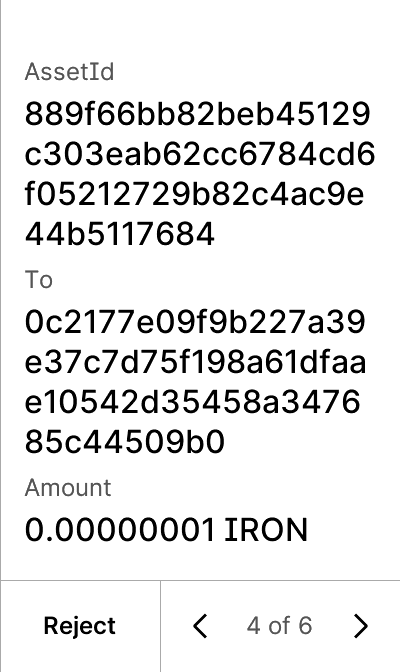 AssetId
889f66bb82beb45129
c303eab62cc6784cd6
f05212729b82c4ac9e
44b5117684
To
0c2177e09f9b227a39
e37c7d75f198a61dfaa
e10542d35458a3476
85c44509b0
Amount
0.00000001 IRON
Reject
4 of 6